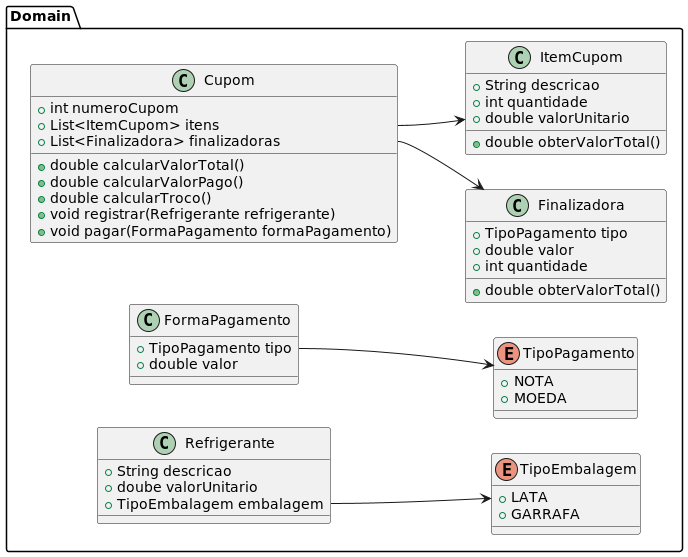 Domain
C Cupom
int numeroCupom
List<ItemCupom> itens
List<Finalizadora> finalizadoras
double calcularValorTotal()
double calcularValorPago()
double calcularTroco()
void registrar(Refrigerante refrigerante)
void pagar(FormaPagamento formaPagamento)
C ItemCupom
String descricao
int quantidade
double valorUnitario
double obterValorTotal()
C Finalizadora
TipoPagamento tipo
double valor
int quantidade
double obterValorTotal()
C FormaPagamento
TipoPagamento tipo
double valor
E TipoPagamento
NOTA
MOEDA
C Refrigerante
String descricao
doube valorUnitario
TipoEmbalagem embalagem
E TipoEmbalagem
LATA
GARRAFA